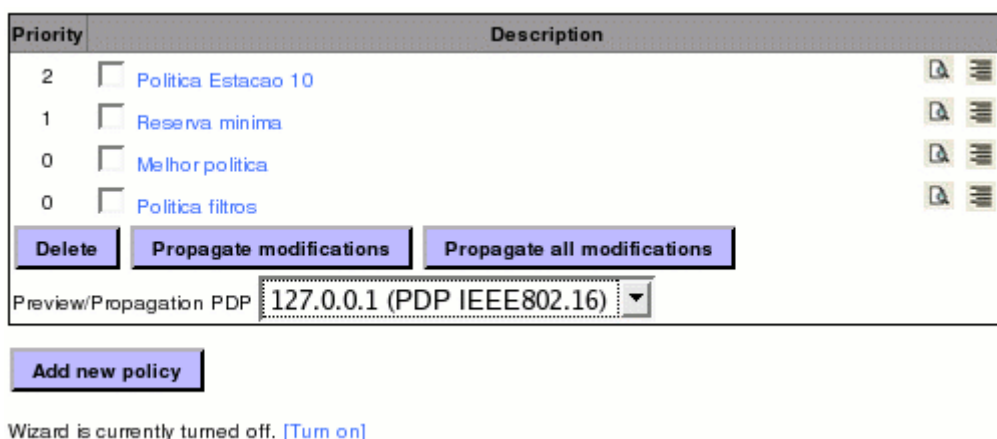 Priority Description
2 Politica Estacao 10
1 Reserva minima
0 Melhor politica
0 Politica filtros
Delete Propagate modifications Propagate all modifications
Preview/Propagation PDP 127.0.0.1 (PDP IEEE802.16)
Add new policy
Wizard is currently turned off. [Turn on]